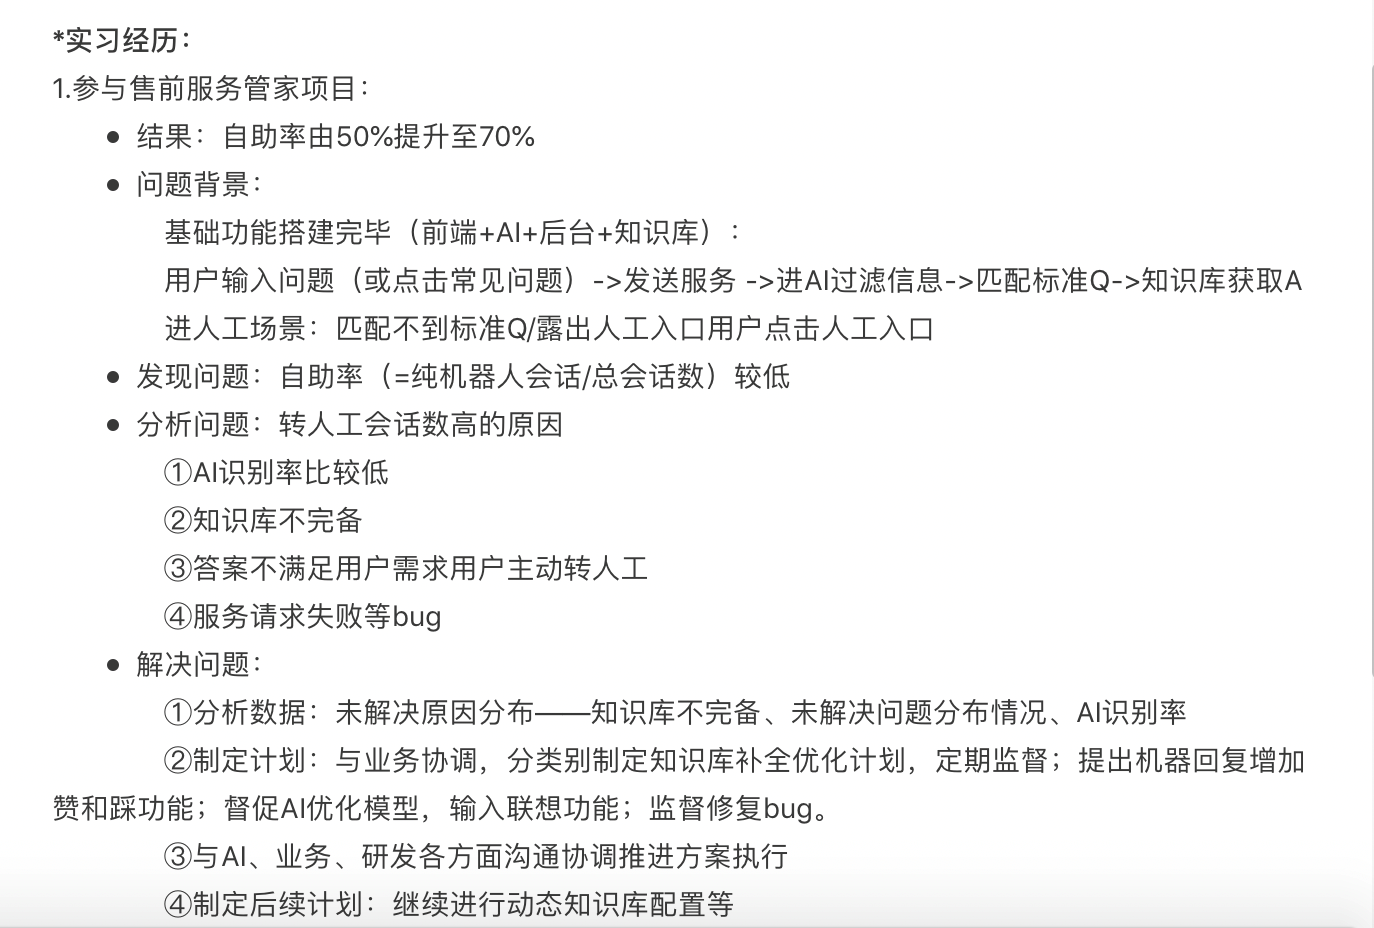 *实习经历：
1.参与售前服务管家项目：
● 结果：自助率由50%提升至70%
● 问题背景：
基础功能搭建完毕（前端+AI+后台+知识库）：
用户输入问题（或点击常见问题）->发送服务 ->进AI过滤信息->匹配标准Q->知识库获取A
进人工场景：匹配不到标准Q/露出人工入口用户点击人工入口
● 发现问题：自助率（=纯机器人会话/总会话数）较低
● 分析问题：转人工会话数高的原因
①AI识别率比较低
②知识库不完备
③答案不满足用户需求用户主动转人工
④服务请求失败等bug
● 解决问题：
①分析数据：未解决原因分布——知识库不完备、未解决问题分布情况、AI识别率
②制定计划：与业务协调，分类别制定知识库补全优化计划，定期监督；提出机器回复增加
赞和踩功能；督促AI优化模型，输入联想功能；监督修复bug。
③与AI、业务、研发各方面沟通协调推进方案执行
④制定后续计划：继续进行动态知识库配置等